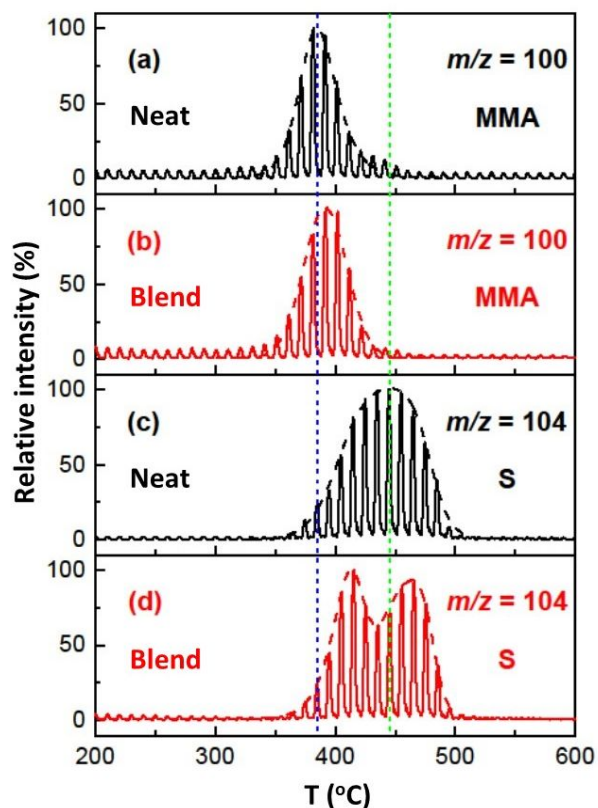 Relative intensity (%)
100
50
0
(a)
Neat
m/z = 100
MMA
100
50
0
(b)
Blend
m/z = 100
MMA
100
50
0
(c)
Neat
m/z = 104
S
100
50
0
(d)
Blend
m/z = 104
S
200 300 400 500 600
T (°C)